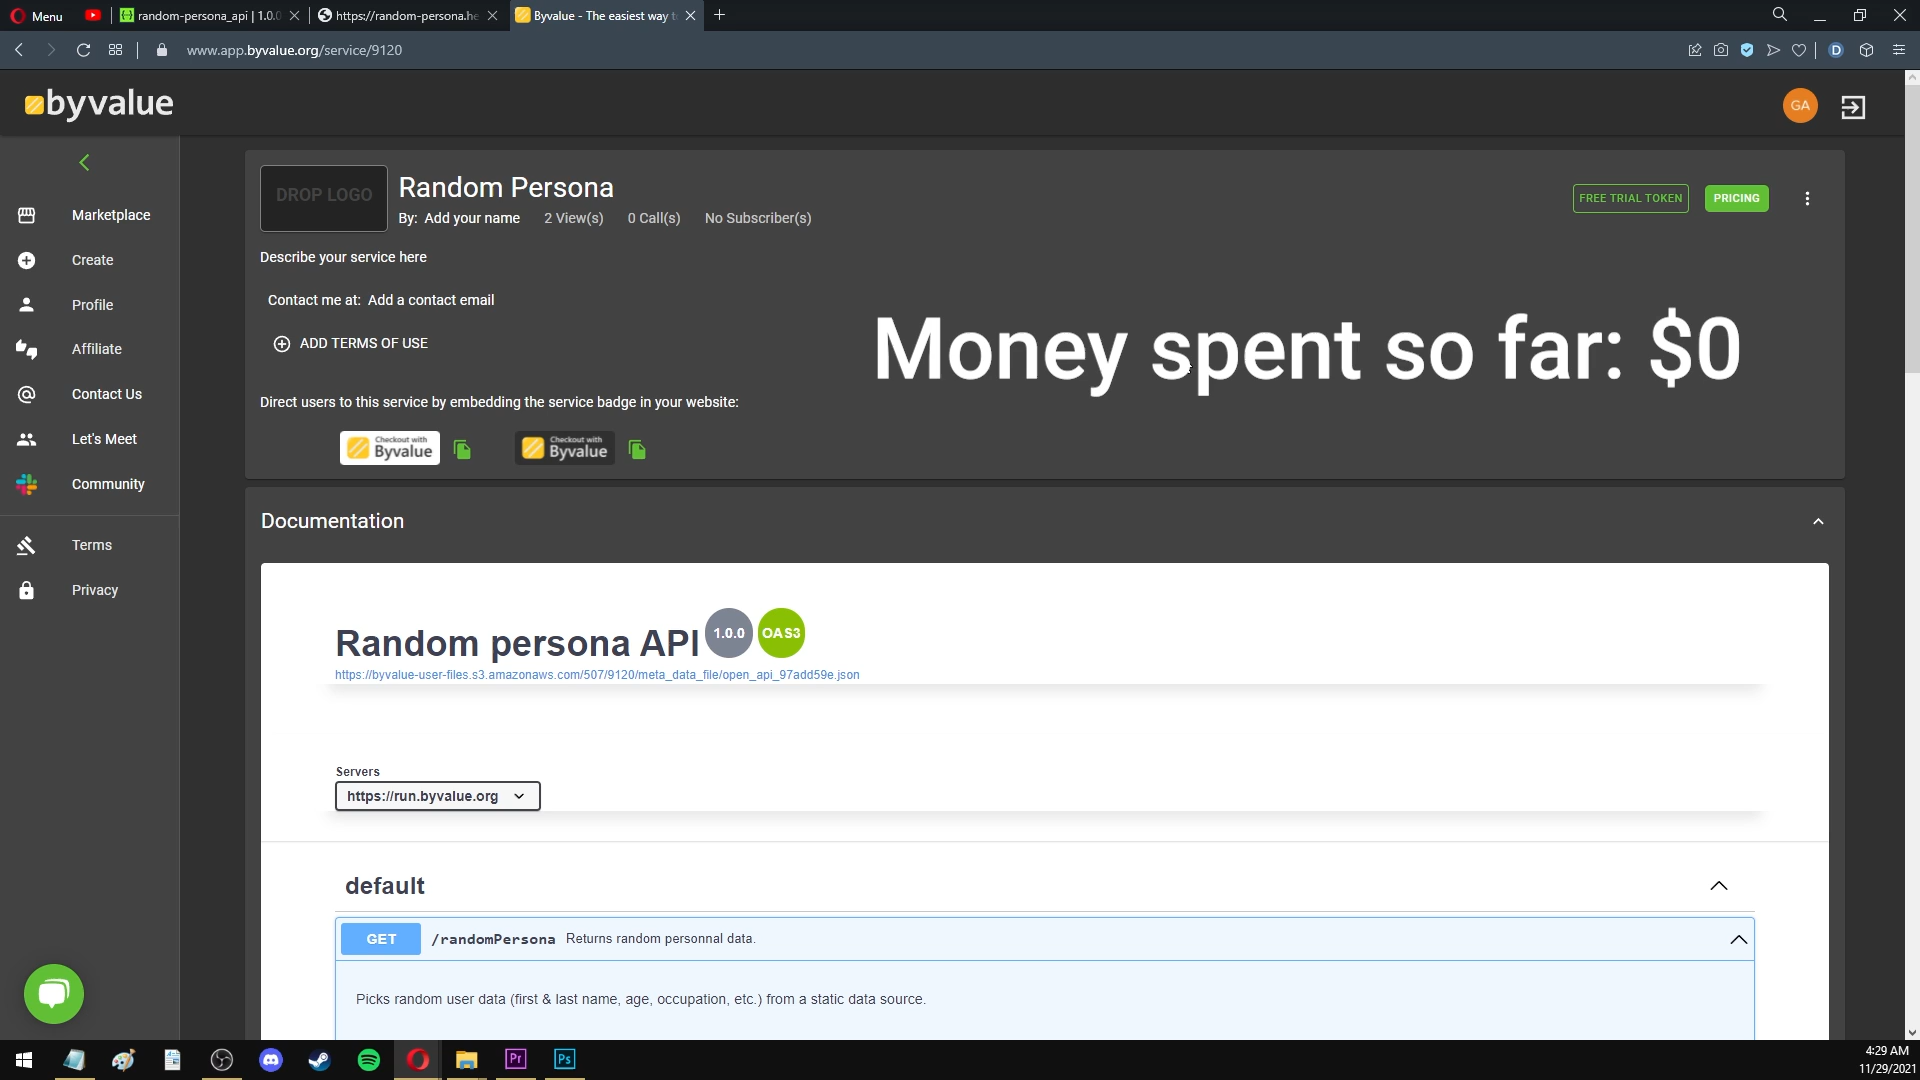 Menu
random-persona_api | 1.0.0
https://random-persona.he
Byvalue - The easiest way t
www.app.byvalue.org/service/9120
D
byvalue
GA
Marketplace
Create
Profile
Affiliate
Contact Us
Let's Meet
Community
Terms
Privacy
DROP LOGO
Random Persona
By: Add your name 2 View(s) 0 Call(s) No Subscriber(s)
FREE TRIAL TOKEN
PRICING
Describe your service here
Contact me at: Add a contact email
ADD TERMS OF USE
Money spent so far: $0
Direct users to this service by embedding the service badge in your website:
Checkout with
Byvalue
Checkout with
Byvalue
Documentation
Random persona API 1.0.0 OAS3
https://byvalue-user-files.s3.amazonaws.com/507/9120/meta_data_file/open_api_97add59e.json
Servers
https://run.byvalue.org
default
GET /randomPersona Returns random personnal data.
Picks random user data (first & last name, age, occupation, etc.) from a static data source.
Pr
Ps
4:29 AM
11/29/2021